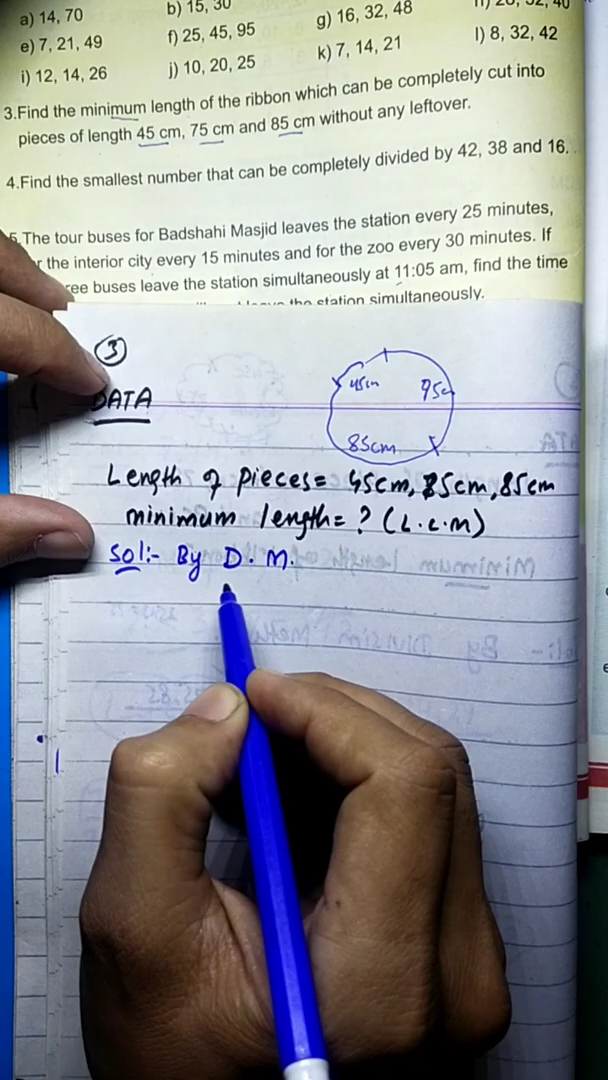 a) 14, 70 b) 15, 30 g) 16, 32, 48
e) 7, 21, 49 f) 25, 45, 95 l) 8, 32, 42
i) 12, 14, 26 j) 10, 20, 25 k) 7, 14, 21
3.Find the minimum length of the ribbon which can be completely cut into
pieces of length 45 cm, 75 cm and 85 cm without any leftover.
4.Find the smallest number that can be completely divided by 42, 38 and 16.
5.The tour buses for Badshahi Masjid leaves the station every 25 minutes,
the interior city every 15 minutes and for the zoo every 30 minutes. If
ree buses leave the station simultaneously at 11:05 am, find the time
the station simultaneously.
3
DATA
45cm
85cm
Length of pieces= 45cm, 85cm, 85cm
minimum length= ? (L.C.M)
Sol:- By D. M.